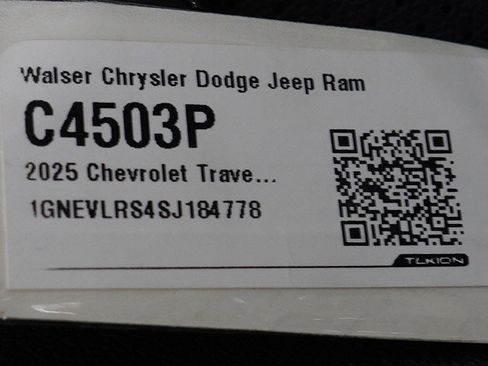 Walser Chrysler Dodge Jeep Ram
C4503P
2025 Chevrolet Trave...
1GNEVLRS4SJ184778
TEKION